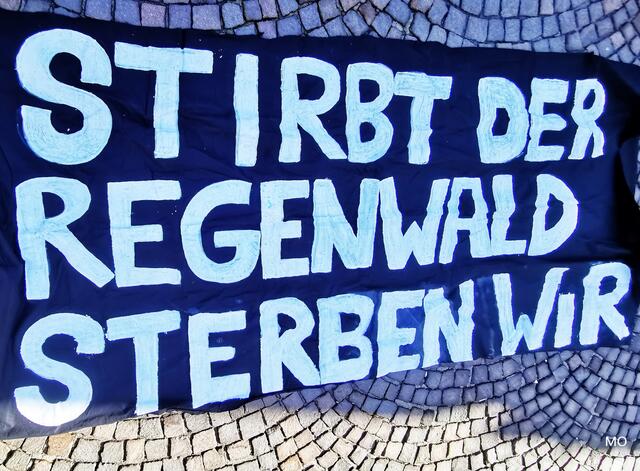 STIRBT DER
REGENWALD
STERBEN WiR
MO